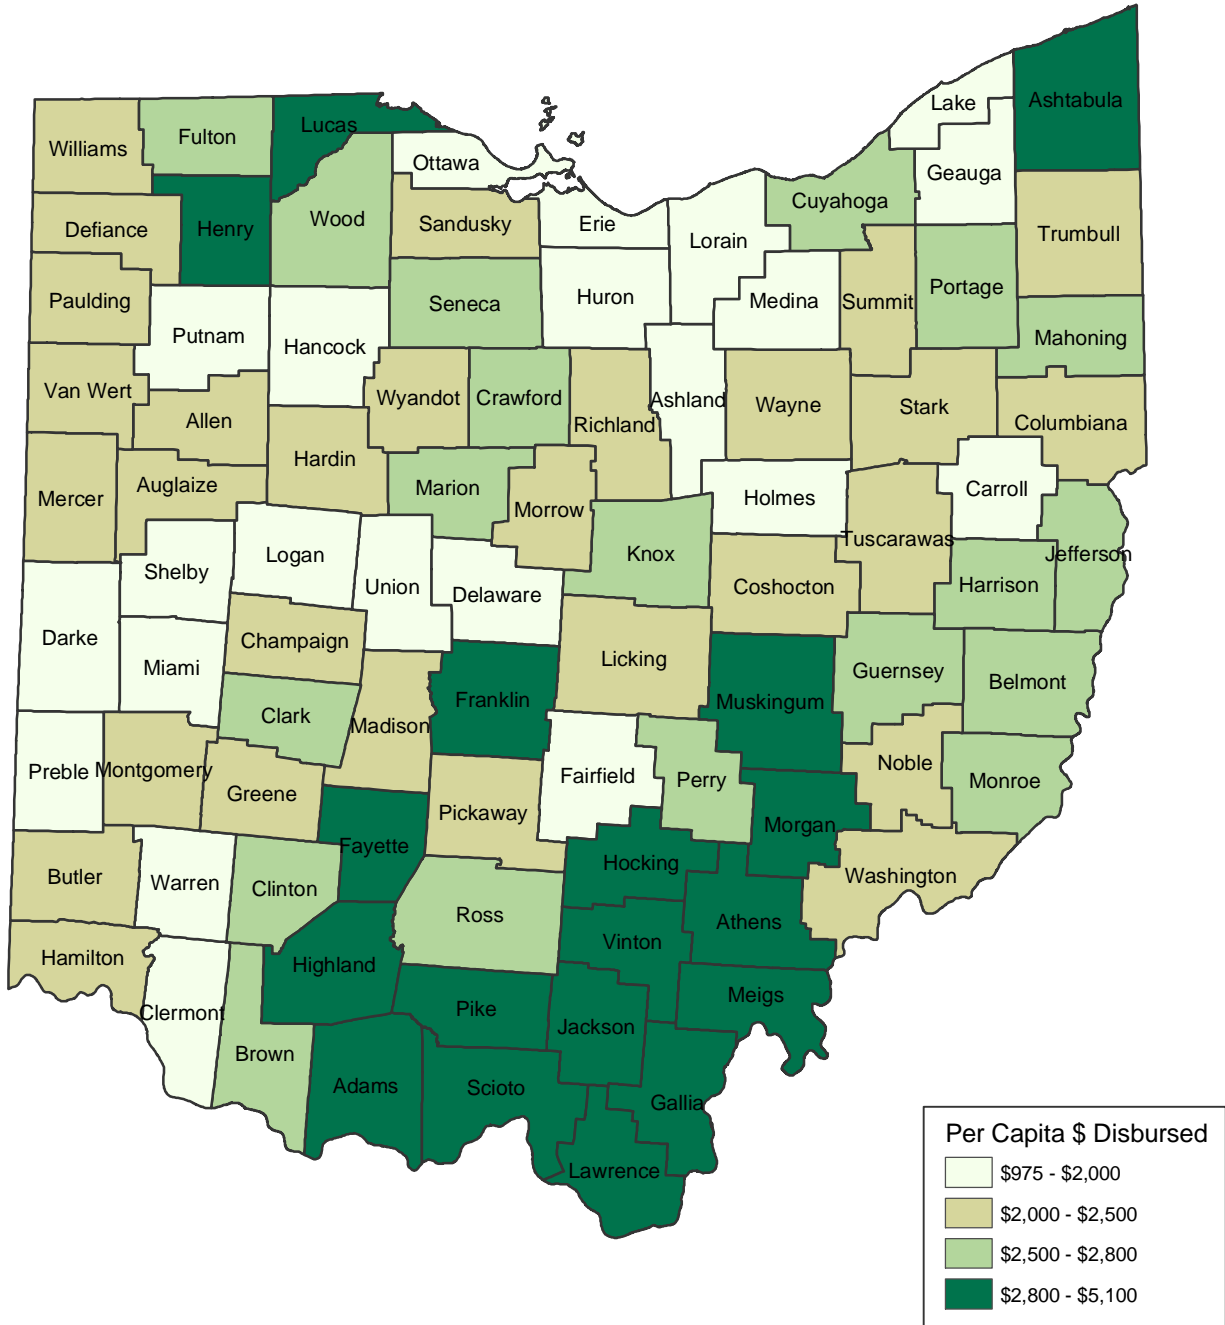 Lake
Ashtabula
Lucas
Fulton
Williams
Ottawa
Geauga
Cuyahoga
Wood
Sandusky
Erie
Henry
Defiance
Trumbull
Lorain
Portage
Huron
Medina
Summit
Paulding
Seneca
Putnam
Mahoning
Hancock
Van Wert
Wyandot
Crawford
Ashland
Wayne
Stark
Allen
Richland
Columbiana
Hardin
Auglaize
Marion
Carroll
Mercer
Holmes
Morrow
Tuscarawas
Logan
Knox
Jefferson
Shelby
Union
Coshocton
Harrison
Delaware
Darke
Champaign
Licking
Miami
Guernsey
Belmont
Franklin
Muskingum
Clark
Madison
Noble
Preble
Montgomery
Fairfield
Perry
Monroe
Greene
Pickaway
Morgan
Fayette
Hocking
Butler
Warren
Clinton
Washington
Ross
Athens
Vinton
Hamilton
Highland
Meigs
Clermont
Pike
Jackson
Brown
Adams
Scioto
Gallia
Lawrence
Per Capita $ Disbursed
$975 - $2,000
$2,000 - $2,500
$2,500 - $2,800
$2,800 - $5,100